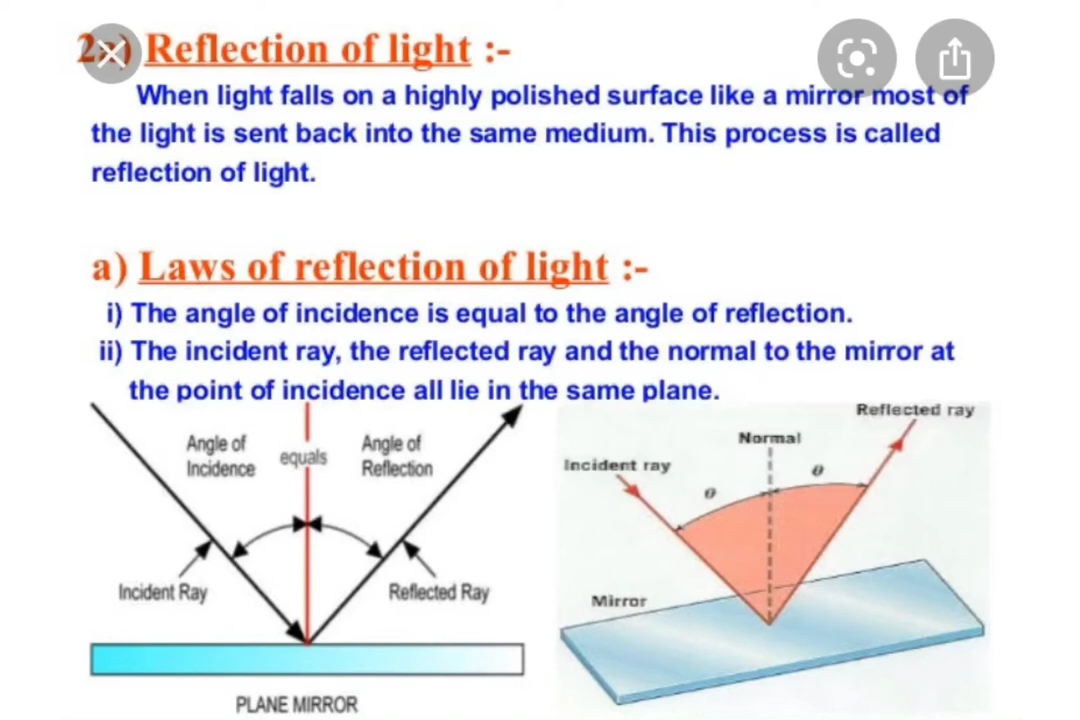 2a) Reflection of light :-
When light falls on a highly polished surface like a mirror most of
the light is sent back into the same medium. This process is called
reflection of light.
a) Laws of reflection of light :-
i) The angle of incidence is equal to the angle of reflection.
ii) The incident ray, the reflected ray and the normal to the mirror at
the point of incidence all lie in the same plane.
Angle of
Incidence
equals
Angle of
Reflection
Incident Ray
Reflected Ray
PLANE MIRROR
Reflected ray
Normal
Incident ray
θ
θ
Mirror